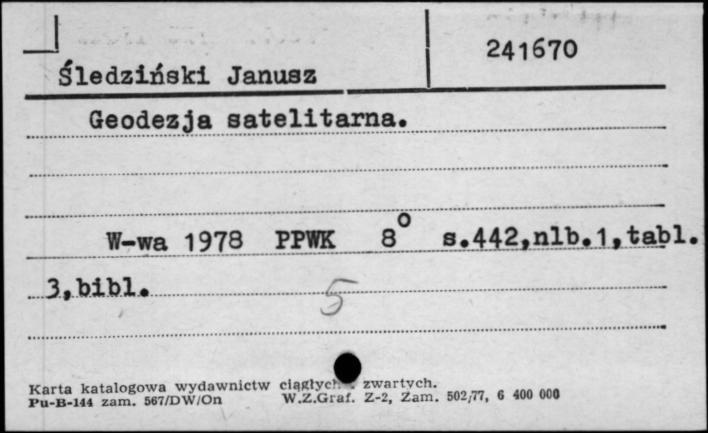 241670
Śledziński Janusz
Geodezja satelitarna.
W-wa 1978 PPWK 8° s.442,nlb.1,tabl.
3,bibl.
5
Karta katalogowa wydawnictw ciągłych zwartych.
Pu-B-144 zam. 567/DW/On W.Z.Graf. Z-2, Zam. 502/77, 6 400 000